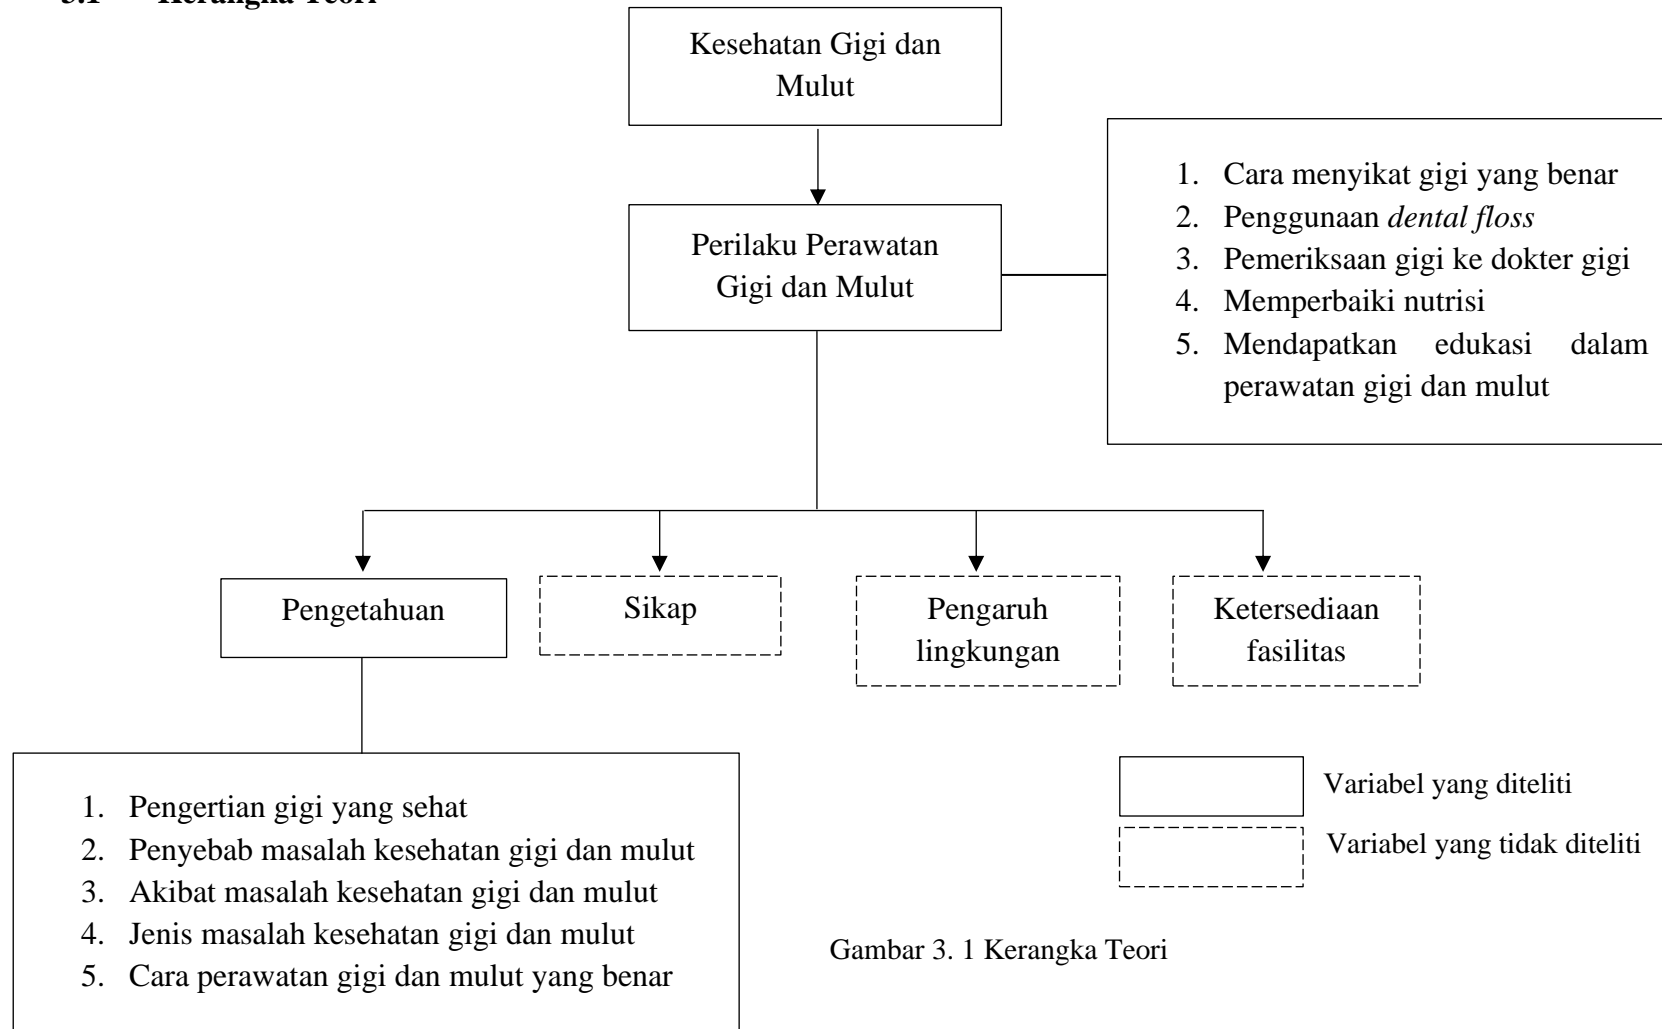 Kerangka Teori
Kesehatan Gigi dan
Mulut
Perilaku Perawatan
Gigi dan Mulut
1. Cara menyikat gigi yang benar
2. Penggunaan dental floss
3. Pemeriksaan gigi ke dokter gigi
4. Memperbaiki nutrisi
5. Mendapatkan edukasi dalam
perawatan gigi dan mulut
Pengetahuan
Sikap
Pengaruh
lingkungan
Ketersediaan
fasilitas
1. Pengertian gigi yang sehat
2. Penyebab masalah kesehatan gigi dan mulut
3. Akibat masalah kesehatan gigi dan mulut
4. Jenis masalah kesehatan gigi dan mulut
5. Cara perawatan gigi dan mulut yang benar
Variabel yang diteliti
Variabel yang tidak diteliti
Gambar 3. 1 Kerangka Teori